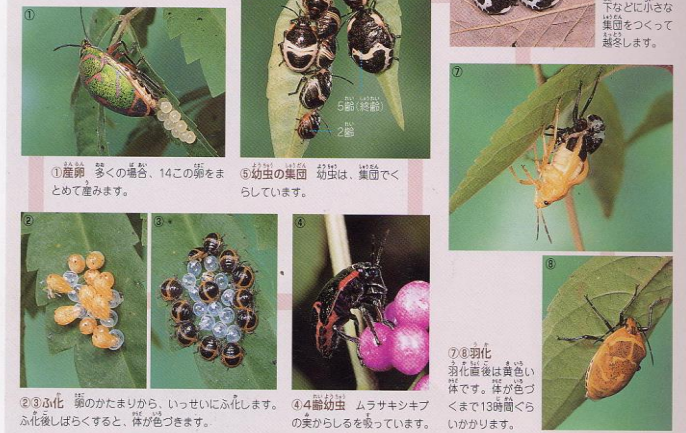 ①
①産卵 多くの場合、14この卵をま
とめて産みます。
5齢(終齢)
2齢
⑤幼虫の集団 幼虫は、集団でく
らしています。
下などに小さな
集団をつくって
越冬します。
②
③
②③ふ化 卵のかたまりから、いっせいにふ化します。
ふ化後しばらくすると、体が色づきます。
④
④4齢幼虫 ムラサキシキブ
の実からしるを吸っています。
⑦
⑧
⑦⑧羽化
羽化直後は黄色い
体です。体が色づ
くまで13時間ぐら
いかかります。